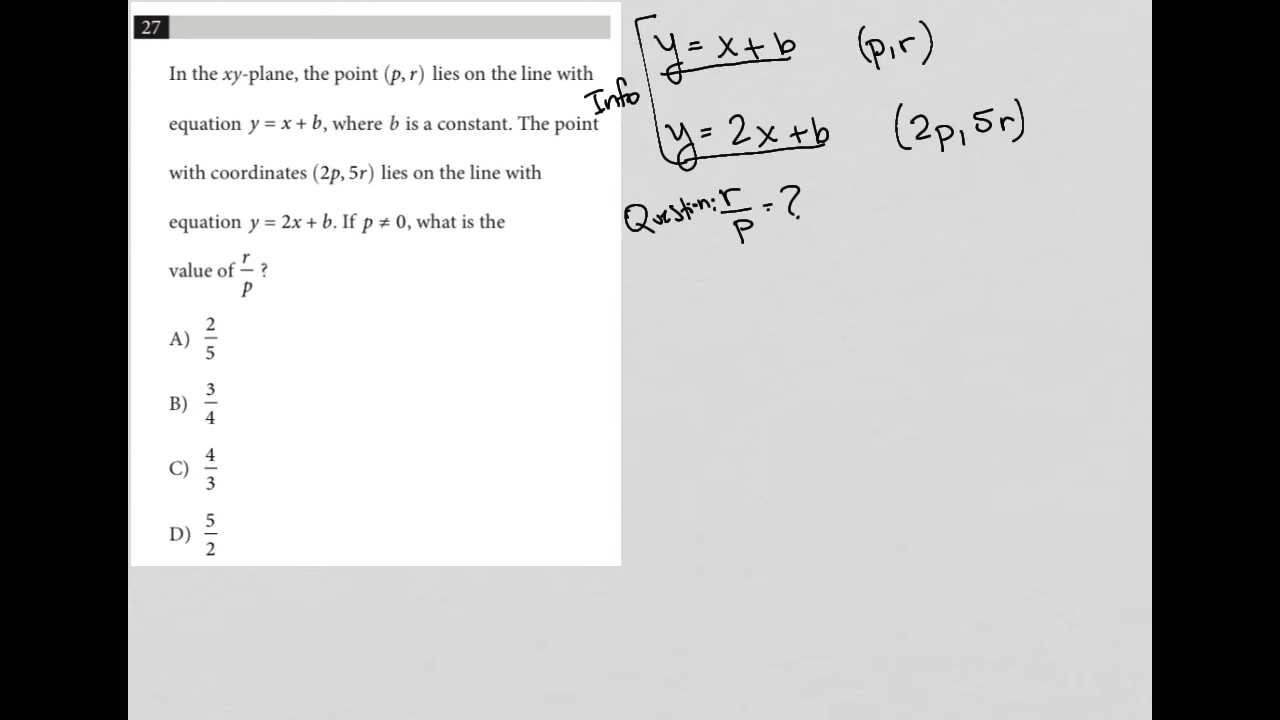 27
In the xy-plane, the point (p, r) lies on the line with
equation y = x + b, where b is a constant. The point
with coordinates (2p, 5r) lies on the line with
equation y = 2x + b. If p ≠ 0, what is the
value of r/p ?
A) 2/5
B) 3/4
C) 4/3
D) 5/2
Info
y = x + b (p, r)
y = 2x + b (2p, 5r)
Question: r/p = ?